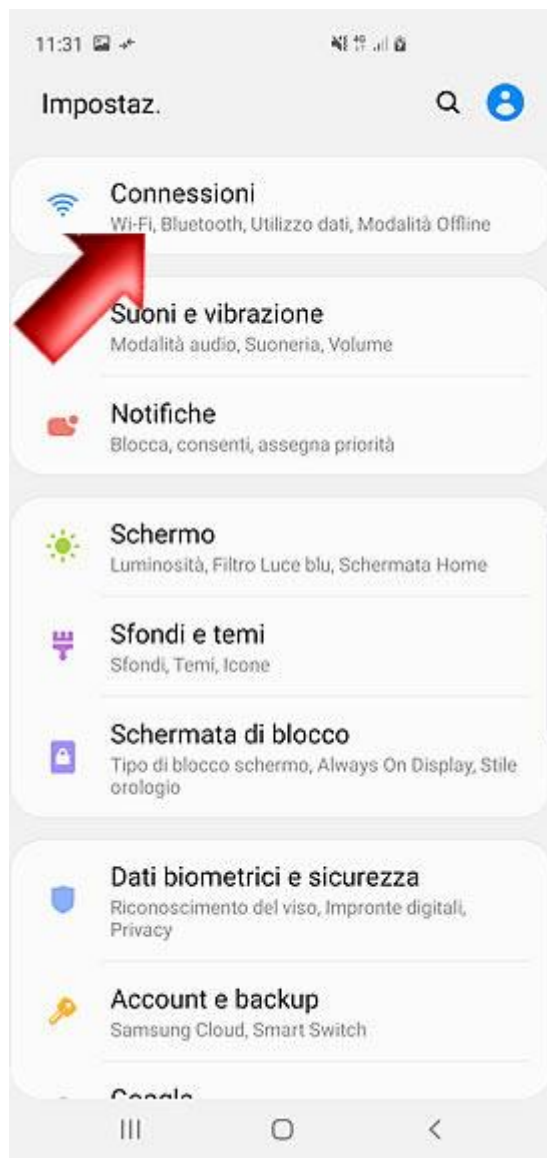 11:31
Impostaz.
Connessioni
Wi-Fi, Bluetooth, Utilizzo dati, Modalità Offline
Suoni e vibrazione
Modalità audio, Suoneria, Volume
Notifiche
Blocca, consenti, assegna priorità
Schermo
Luminosità, Filtro Luce blu, Schermata Home
Sfondi e temi
Sfondi, Temi, Icone
Schermata di blocco
Tipo di blocco schermo, Always On Display, Stile
orologio
Dati biometrici e sicurezza
Riconoscimento del viso, Impronte digitali,
Privacy
Account e backup
Samsung Cloud, Smart Switch
Google